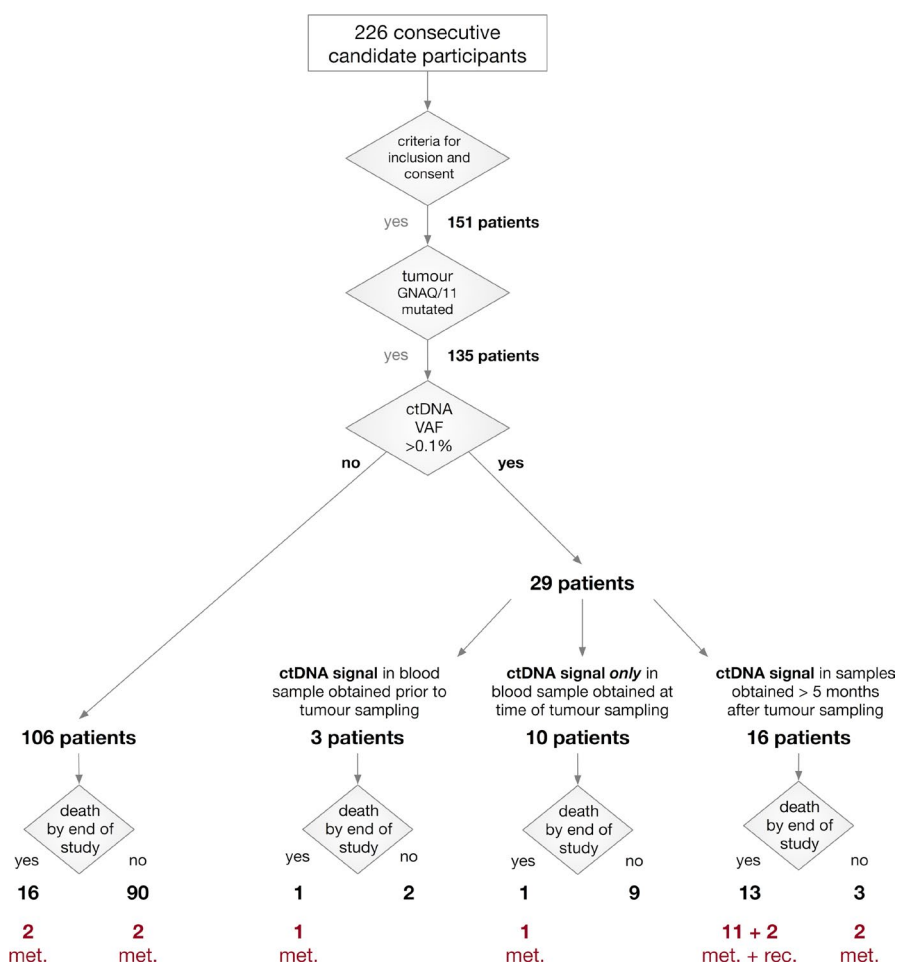 226 consecutive
candidate participants
criteria for
inclusion and
consent
yes 151 patients
tumour
GNAQ/11
mutated
yes 135 patients
ctDNA
VAF
>0.1%
no yes
29 patients
ctDNA signal in blood
sample obtained prior to
tumour sampling
ctDNA signal only in
blood sample obtained at
time of tumour sampling
ctDNA signal in samples
obtained > 5 months
after tumour sampling
106 patients 3 patients 10 patients 16 patients
death
by end of
study
yes no
16 90
2 2
met. met.
death
by end of
study
yes no
1 2
1
met.
death
by end of
study
yes no
1 9
1
met.
death
by end of
study
yes no
13 3
11 + 2 2
met. + rec. met.